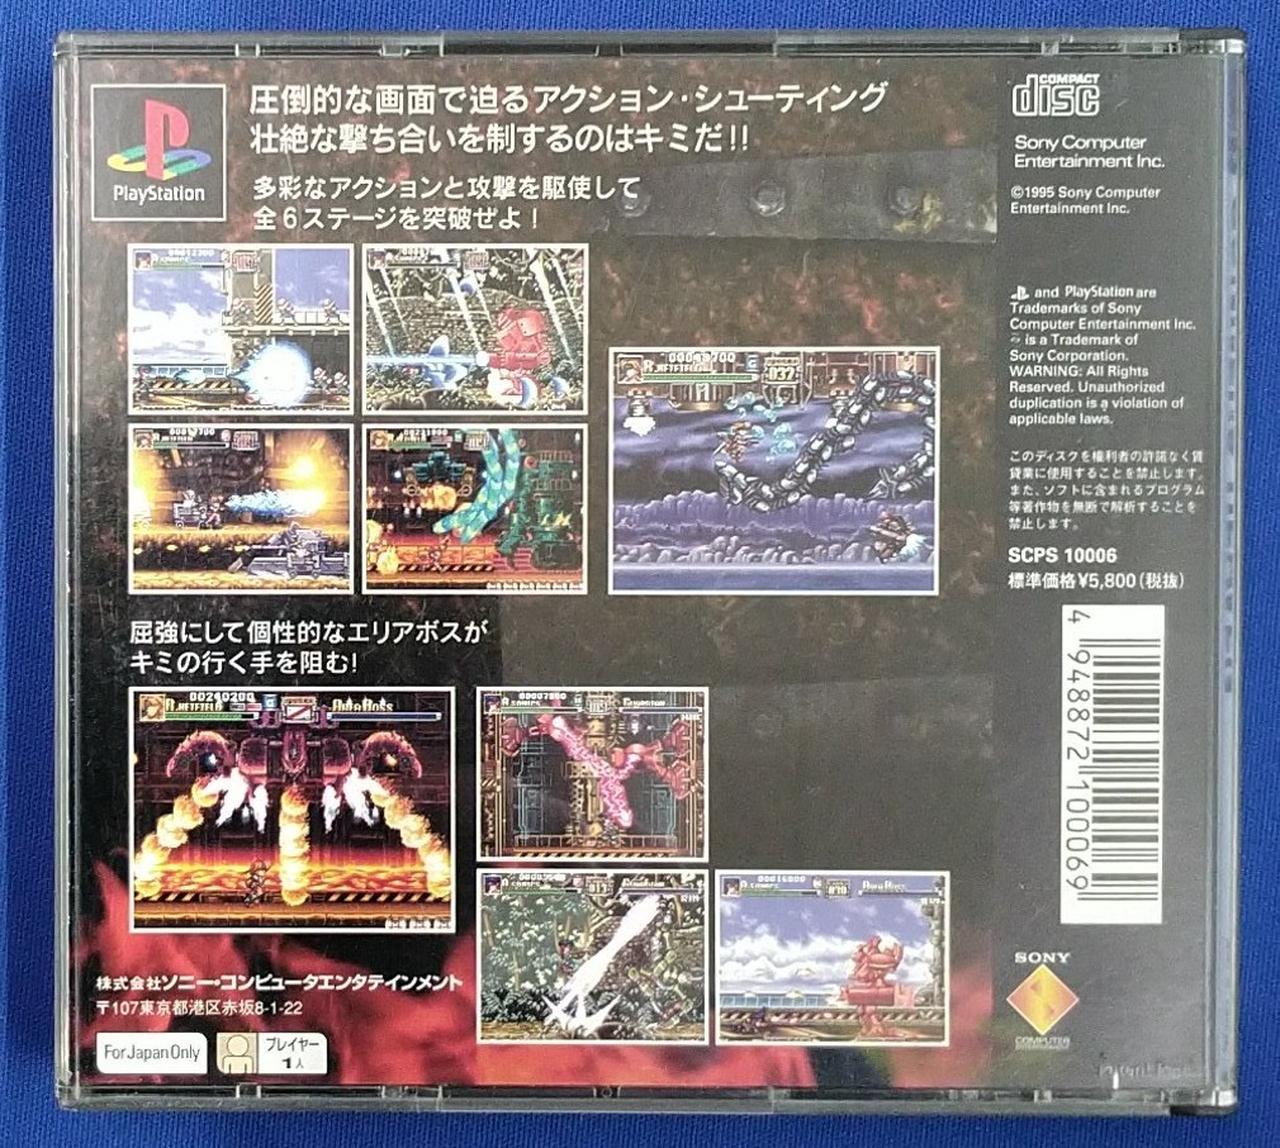 PlayStation
圧倒的な画面で迫るアクション・シューティング
壮絶な撃ち合いを制するのはキミだ!!
多彩なアクションと攻撃を駆使して
全6ステージを突破せよ!
屈強にして個性的なエリアボスが
キミの行く手を阻む!
株式会社ソニー・コンピュータエンタテインメント
〒107東京都港区赤坂8-1-22
For Japan Only
プレイヤー
1人
COMPACT
disc
Sony Computer
Entertainment Inc.
©1995 Sony Computer
Entertainment Inc.
and PlayStation are
Trademarks of Sony
Computer Entertainment Inc.
is a Trademark of
Sony Corporation.
WARNING: All Rights
Reserved. Unauthorized
duplication is a violation of
applicable laws.
このディスクを権利者の許諾なく賃
貸業に使用することを禁止します。
また、ソフトに含まれるプログラム
等著作物を無断で解析することを
禁止します。
SCPS 10006
標準価格¥5,800(税抜)
4 948872 100069
SONY
COMPUTER
ENTERTAINMENT